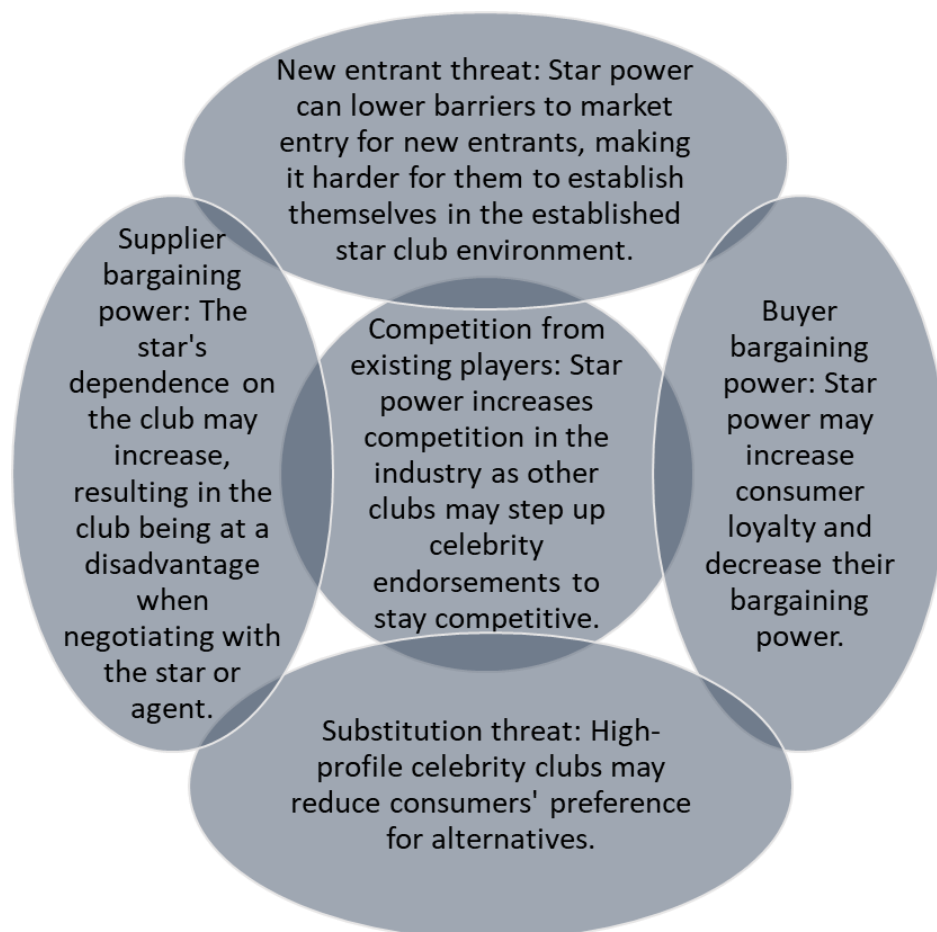 New entrant threat: Star power
can lower barriers to market
entry for new entrants, making
it harder for them to establish
themselves in the established
star club environment.
Supplier
bargaining
power: The
star's
dependence on
the club may
increase,
resulting in the
club being at a
disadvantage
when
negotiating with
the star or
agent.
Competition from
existing players: Star
power increases
competition in the
industry as other
clubs may step up
celebrity
endorsements to
stay competitive.
Buyer
bargaining
power: Star
power may
increase
consumer
loyalty and
decrease their
bargaining
power.
Substitution threat: High-
profile celebrity clubs may
reduce consumers' preference
for alternatives.